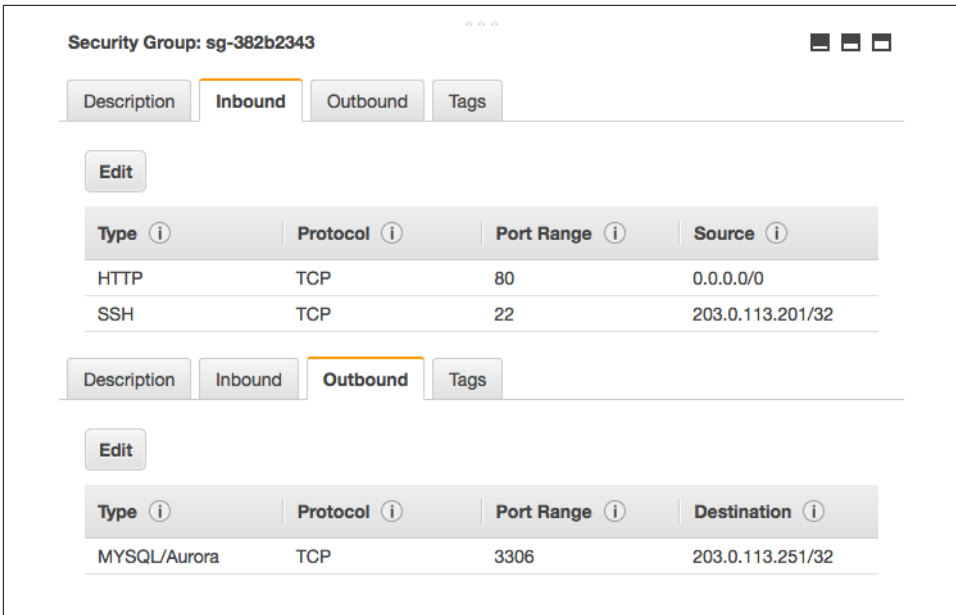 Security Group: sg-382b2343
Description Inbound Outbound Tags
Edit
Type i Protocol i Port Range i Source i
HTTP TCP 80 0.0.0.0/0
SSH TCP 22 203.0.113.201/32
Description Inbound Outbound Tags
Edit
Type i Protocol i Port Range i Destination i
MYSQL/Aurora TCP 3306 203.0.113.251/32